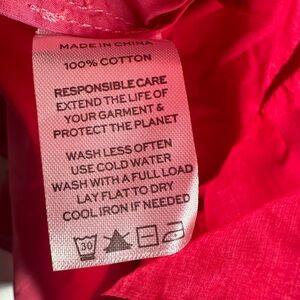 MADE IN CHINA
100% COTTON
RESPONSIBLE CARE
EXTEND THE LIFE OF
YOUR GARMENT &
PROTECT THE PLANET
WASH LESS OFTEN
USE COLD WATER
WASH WITH A FULL LOAD
LAY FLAT TO DRY
COOL IRON IF NEEDED
30